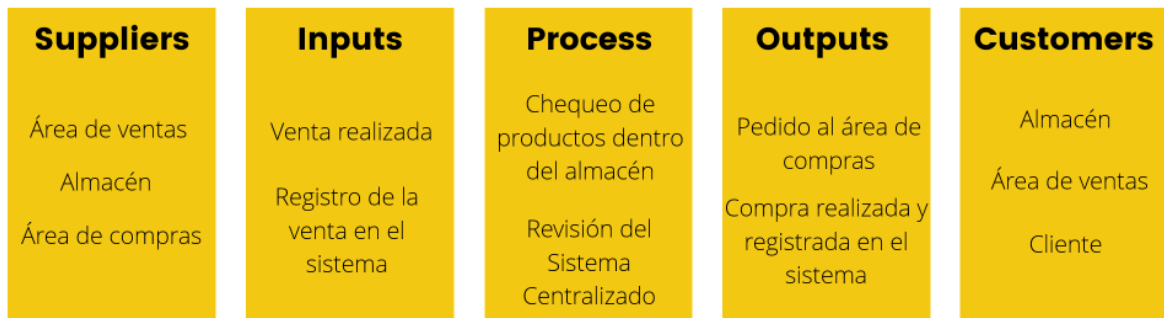 Suppliers
Área de ventas
Almacén
Área de compras
Inputs
Venta realizada
Registro de la
venta en el
sistema
Process
Chequeo de
productos dentro
del almacén
Revisión del
Sistema
Centralizado
Outputs
Pedido al área de
compras
Compra realizada y
registrada en el
sistema
Customers
Almacén
Área de ventas
Cliente